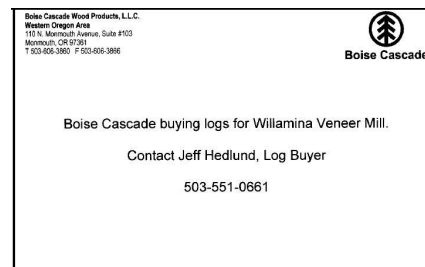 Boise Cascade Wood Products, L.L.C.
Western Oregon Area
110 N. Monmouth Avenue, Suite #103
Monmouth, OR 97361
T 503-606-3860 F 503-606-3866
Boise Cascade
Boise Cascade buying logs for Willamina Veneer Mill.
Contact Jeff Hedlund, Log Buyer
503-551-0661